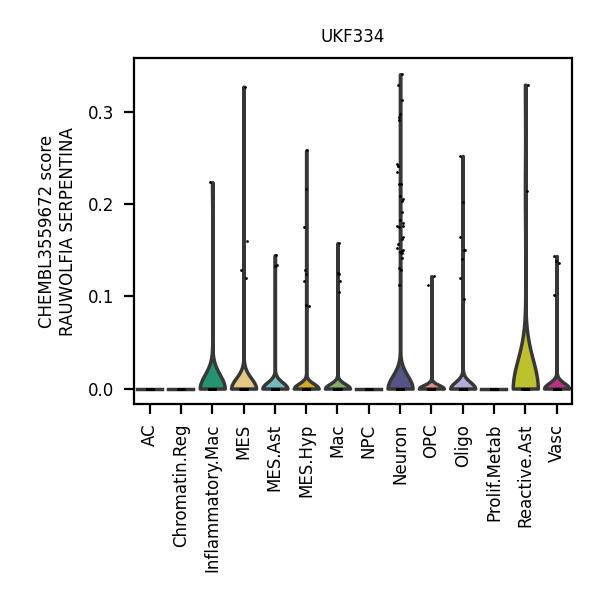 UKF334
CHEMBL3559672 score
RAUWOLFIA SERPENTINA
0.3
0.2
0.1
0.0
AC
Chromatin.Reg
Inflammatory.Mac
MES
MES.Ast
MES.Hyp
Mac
NPC
Neuron
OPC
Oligo
Prolif.Metab
Reactive.Ast
Vasc